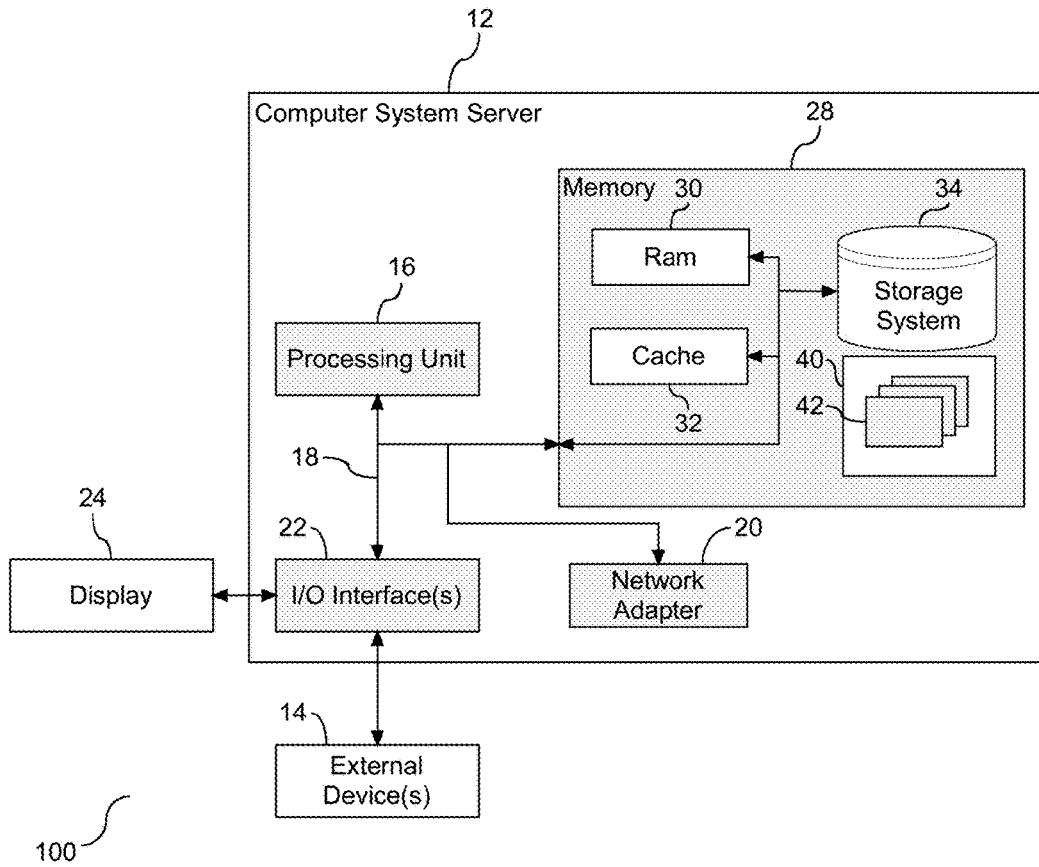 12
Computer System Server
28
Memory
30
34
Ram
Storage
System
16
Processing Unit
Cache
32
40
42
18
24
22
20
Display
I/O Interface(s)
Network
Adapter
14
External
Device(s)
100